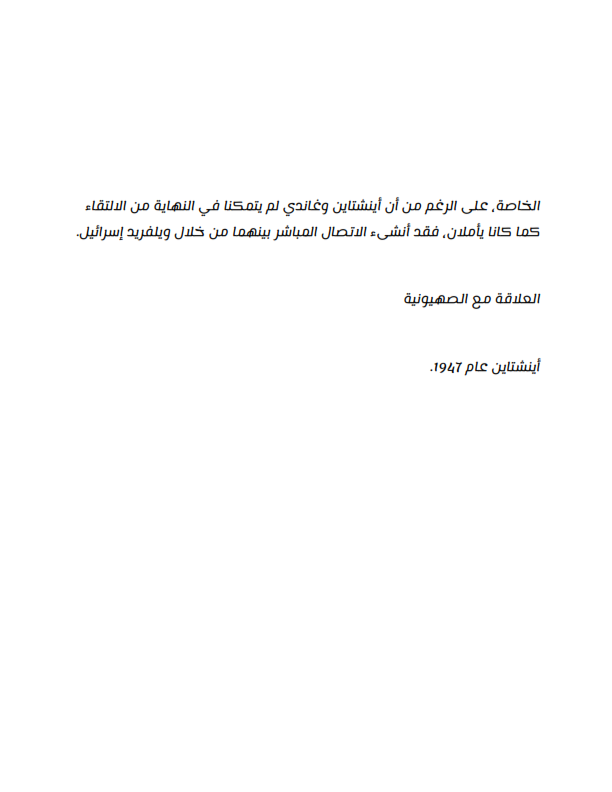 الخاصة، على الرغم من أن أينشتاين وغاندي لم يتمكنا في النهاية من الالتقاء
كما كانا يأملان، فقد أنشىء الاتصال المباشر بينهما من خلال ويلفريد إسرائيل.
العلاقة مع الصهيونية
أينشتاين عام 1947.